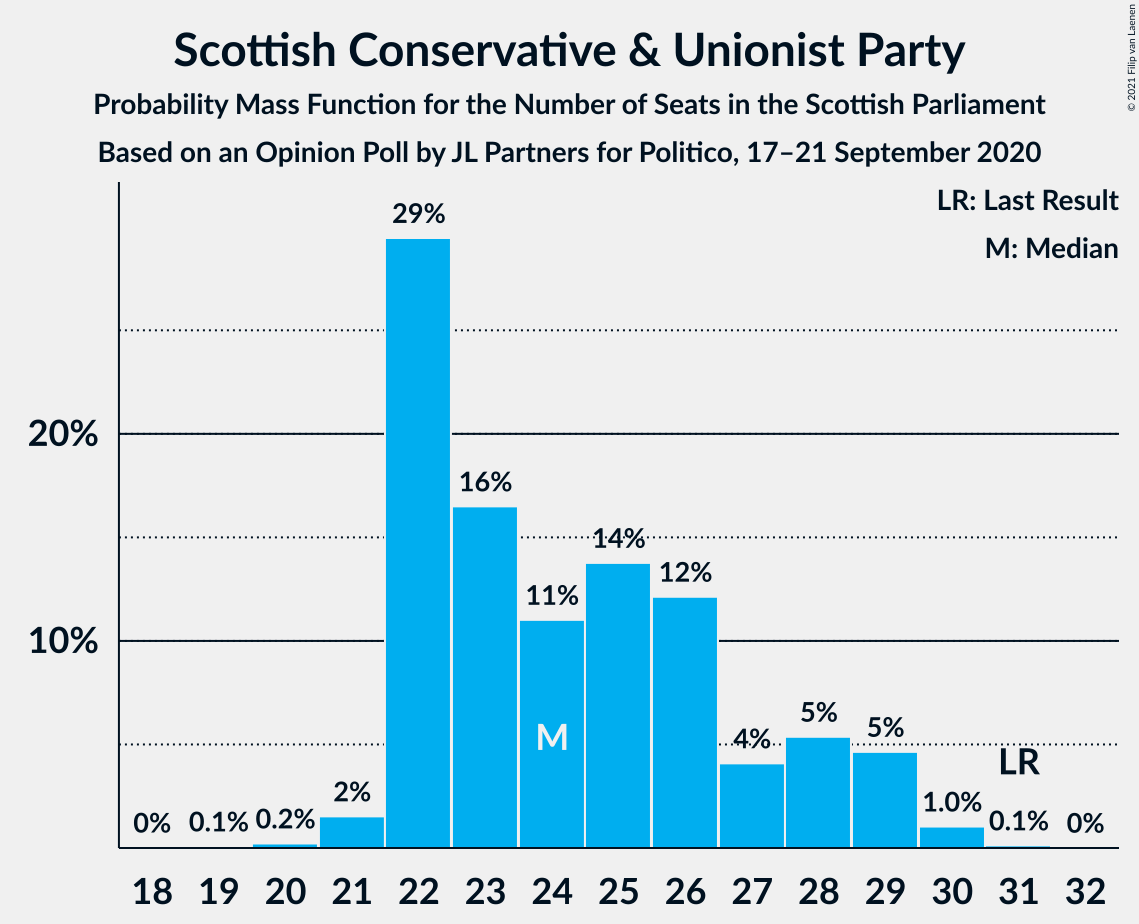 Scottish Conservative & Unionist Party
Probability Mass Function for the Number of Seats in the Scottish Parliament
Based on an Opinion Poll by JL Partners for Politico, 17–21 September 2020
© 2021 Filip van Laenen
LR: Last Result
M: Median
29%
20%
16%
14%
12%
11%
10%
M
5%
5%
4%
LR
2%
1.0%
0% 0.1% 0.2% 0.1% 0%
18 19 20 21 22 23 24 25 26 27 28 29 30 31 32